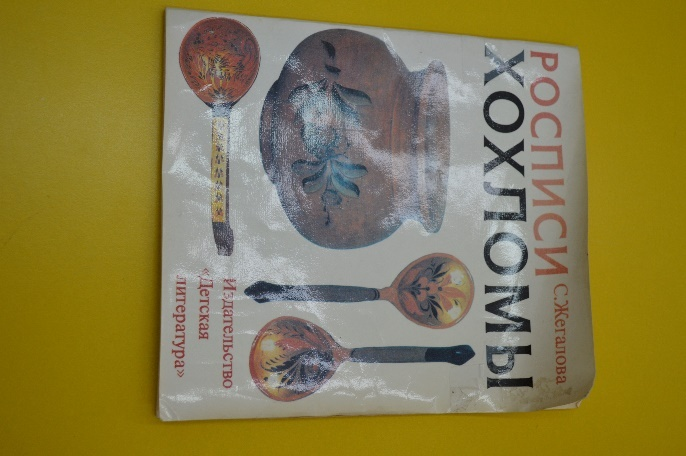 С.Жегалова
РОСПИСИ
ХОХЛОМЫ
Издательство
«Детская
литература»